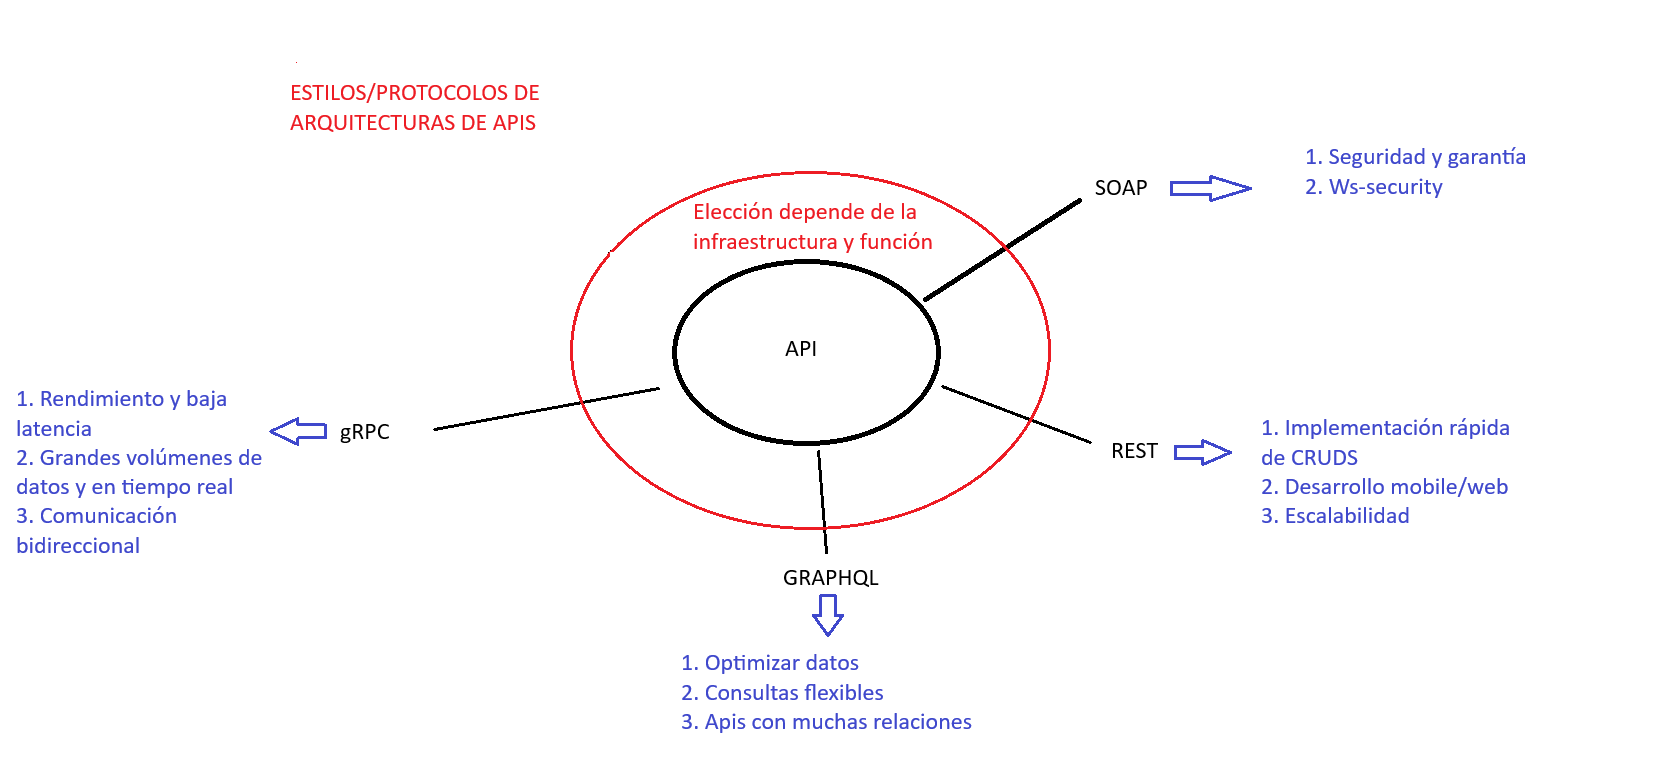 ESTILOS/PROTOCOLOS DE
ARQUITECTURAS DE APIS
Elección depende de la
infraestructura y función
API
SOAP
1. Seguridad y garantía
2. Ws-security
REST
1. Implementación rápida
de CRUDS
2. Desarrollo mobile/web
3. Escalabilidad
gRPC
1. Rendimiento y baja
latencia
2. Grandes volúmenes de
datos y en tiempo real
3. Comunicación
bidireccional
GRAPHQL
1. Optimizar datos
2. Consultas flexibles
3. Apis con muchas relaciones